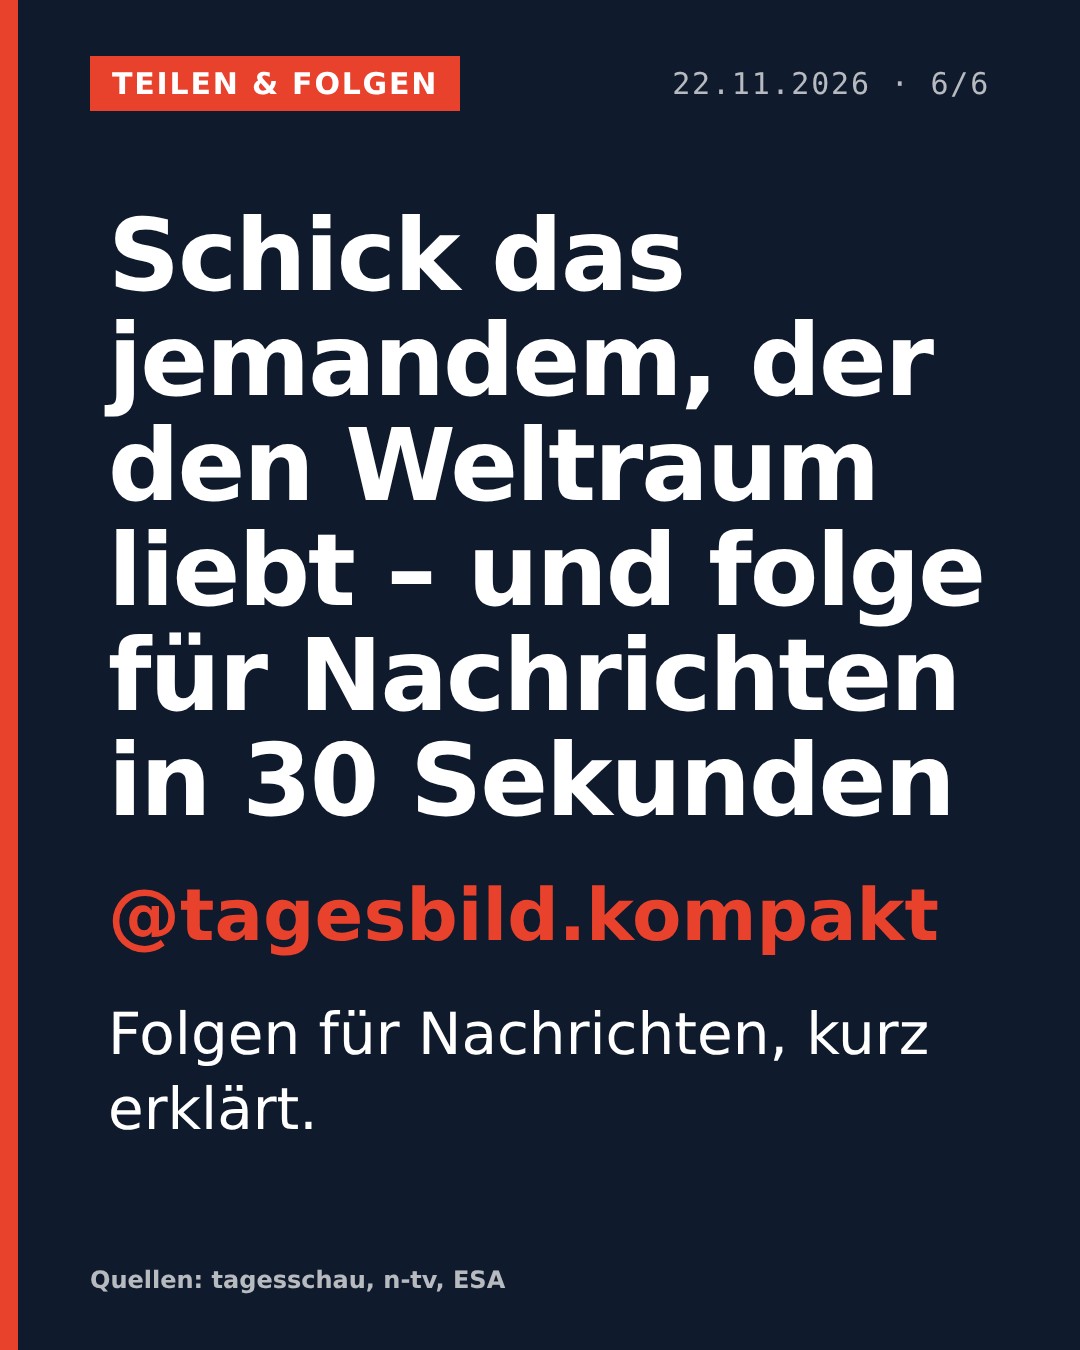 TEILEN & FOLGEN
22.11.2026 · 6/6
Schick das
jemandem, der
den Weltraum
liebt – und folge
für Nachrichten
in 30 Sekunden
@tagesbild.kompakt
Folgen für Nachrichten, kurz
erklärt.
Quellen: tagesschau, n-tv, ESA